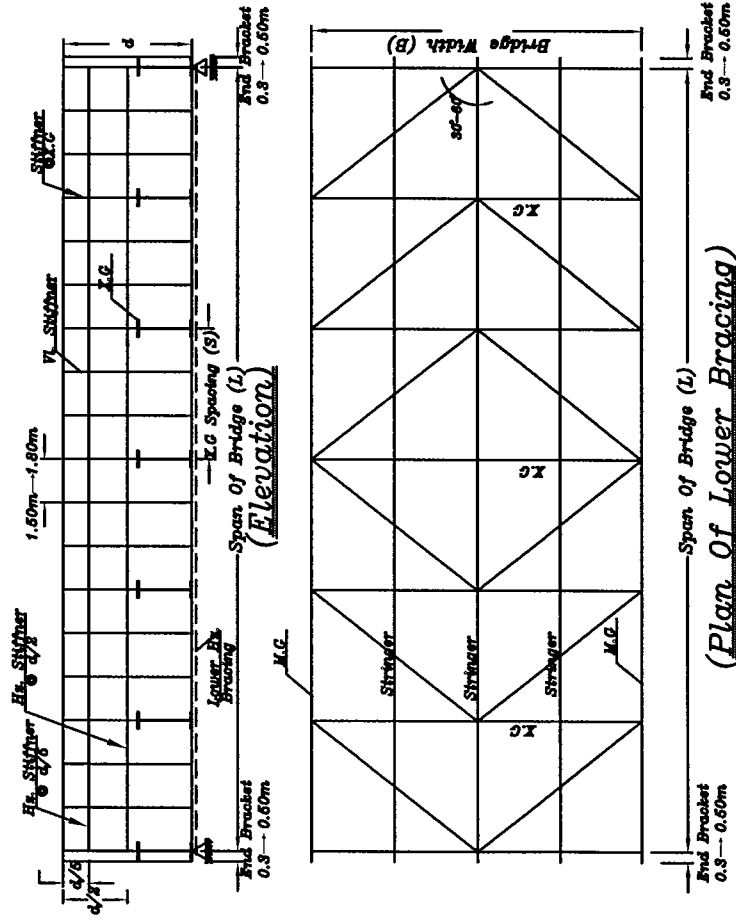 d/5
d/2
Hz. Stiffner
@ d/5
Hz. Stiffner
@ d/2
1.50m→1.80m
VL. Stiffner
Stiffner
@X.G
d
X.G
End Bracket
0.3→0.50m
Lower Hz.
Bracing
X.G Spacing (S)
Span Of Bridge (L)
End Bracket
0.3→0.50m
(Elevation)
M.G
Stringer
Stringer
Stringer
M.G
X.G
X.G
X.G
30°-60°
Bridge Width (B)
End Bracket
0.3→0.50m
Span Of Bridge (L)
End Bracket
0.3→0.50m
(Plan Of Lower Bracing)